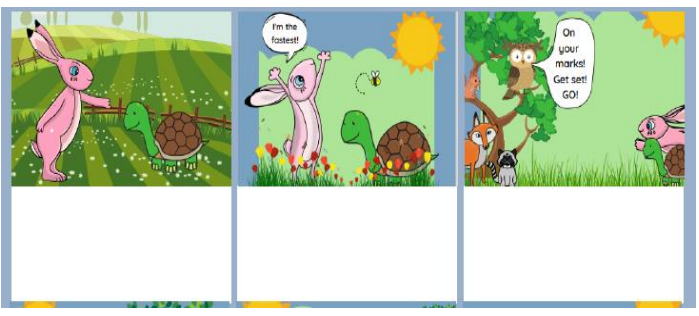 I'm the
fastest!
On
your
marks!
Get set!
GO!